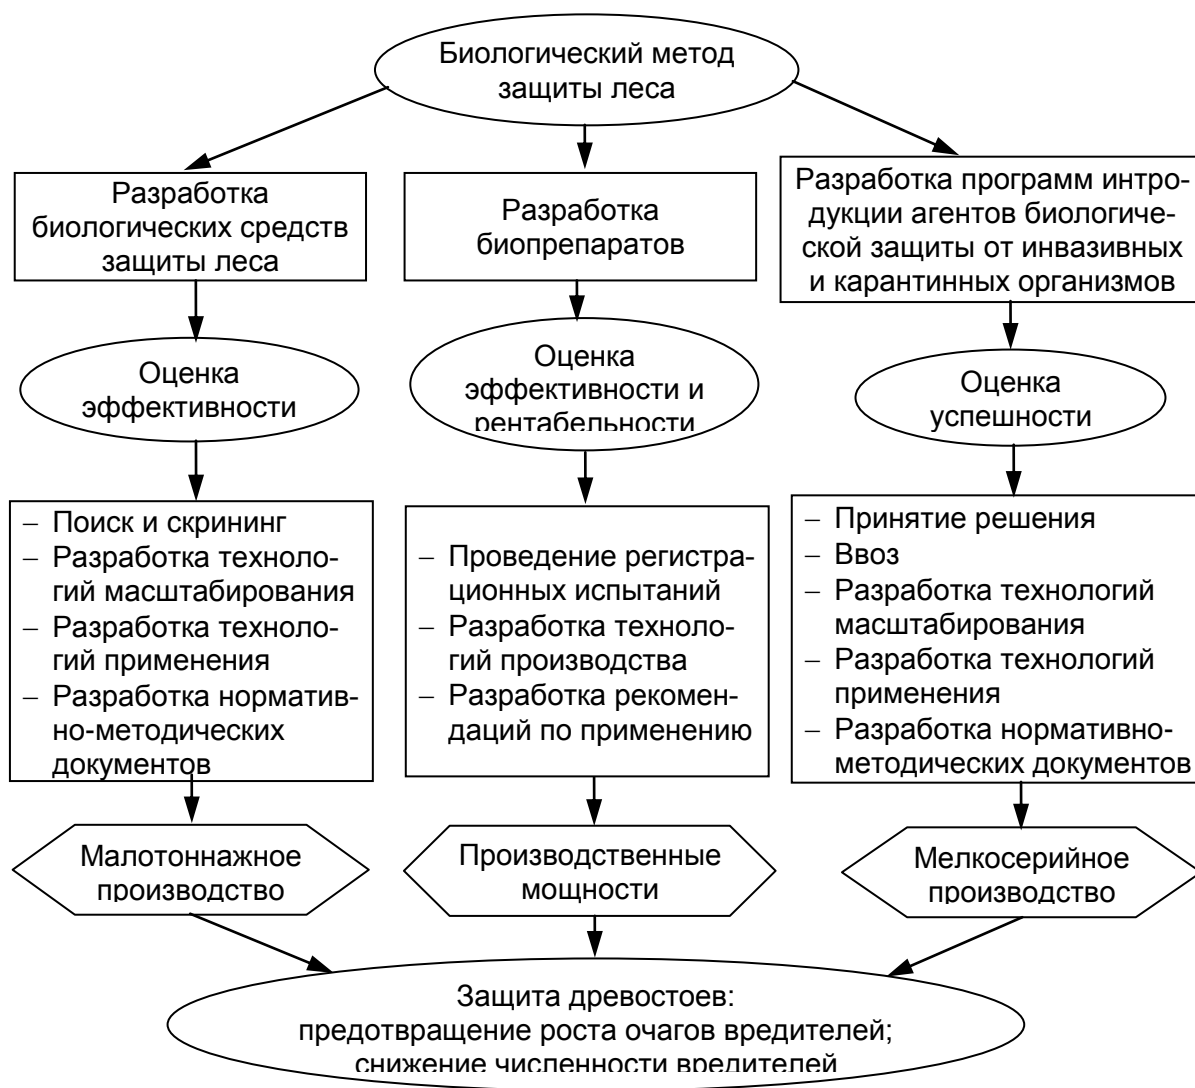 Биологический метод
защиты леса
Разработка
биологических средств
защиты леса
Разработка
биопрепаратов
Разработка программ интро-
дукции агентов биологиче-
ской защиты от инвазивных
и карантинных организмов
Оценка
эффективности
Оценка
эффективности и
рентабельности
Оценка
успешности
– Поиск и скрининг
– Разработка техноло-
гий масштабирования
– Разработка техноло-
гий применения
– Разработка норматив-
но-методических
документов
– Проведение регистра-
ционных испытаний
– Разработка техноло-
гий производства
– Разработка рекомен-
даций по применению
– Принятие решения
– Ввоз
– Разработка технологий
масштабирования
– Разработка технологий
применения
– Разработка нормативно-
методических документов
Малотоннажное
производство
Производственные
мощности
Мелкосерийное
производство
Защита древостоев:
предотвращение роста очагов вредителей;
снижение численности вредителей